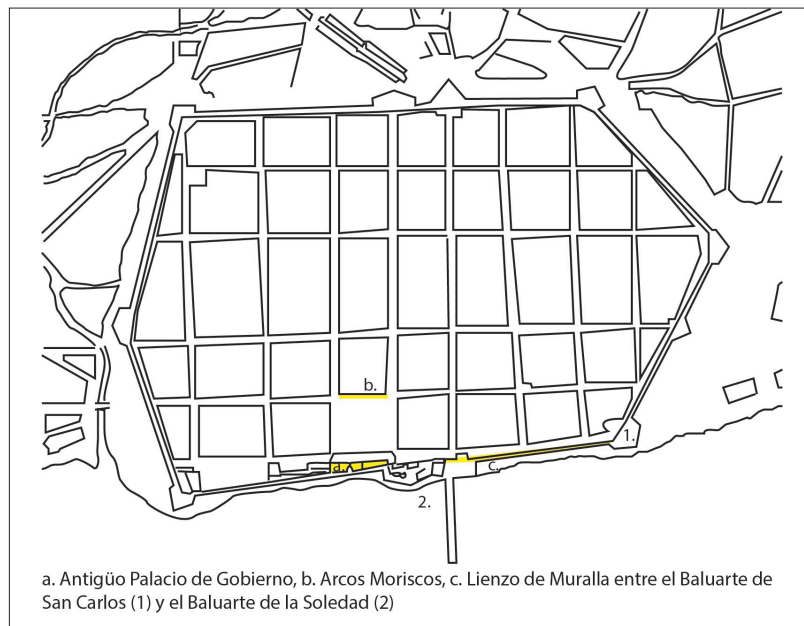 b.
1.
a.
c.
2.
a. Antigüo Palacio de Gobierno, b. Arcos Moriscos, c. Lienzo de Muralla entre el Baluarte de
San Carlos (1) y el Baluarte de la Soledad (2)